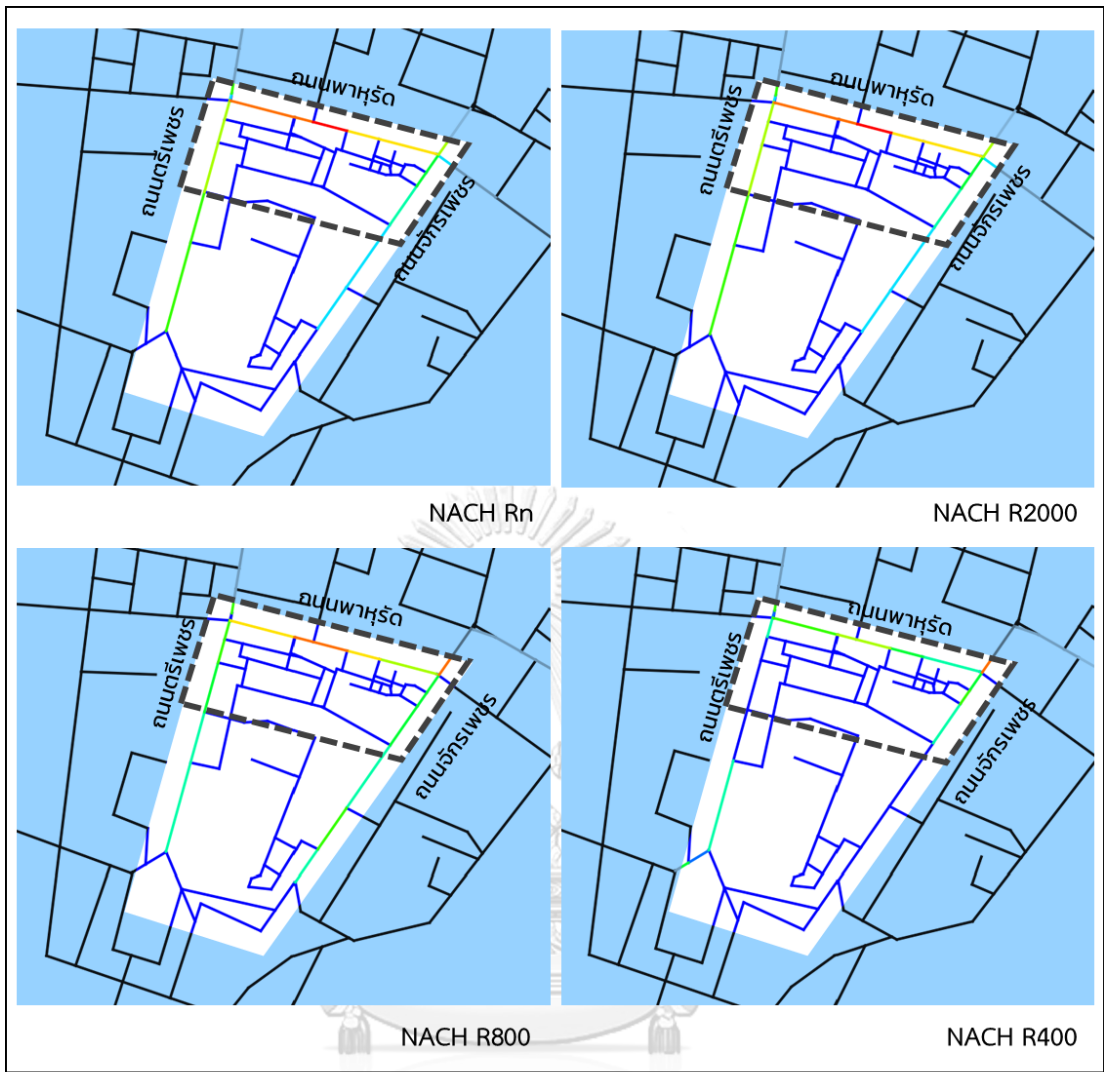 ถนนพาหุรัด
ถนนตรีเพชร
ถนนจักรเพชร
NACH Rn
ถนนพาหุรัด
ถนนตรีเพชร
ถนนจักรเพชร
NACH R2000
ถนนพาหุรัด
ถนนตรีเพชร
ถนนจักรเพชร
NACH R800
ถนนพาหุรัด
ถนนตรีเพชร
ถนนจักรเพชร
NACH R400